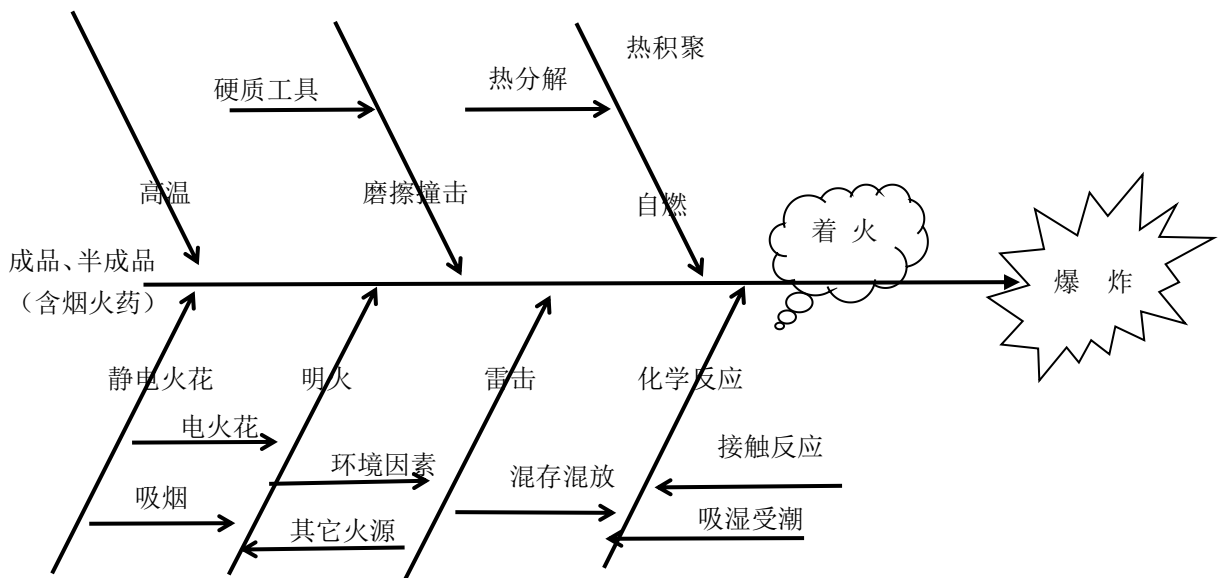 热积聚
热分解
硬质工具
高温
磨擦撞击
自燃
着 火
成品、半成品
（含烟火药）
爆 炸
静电火花
明火
雷击
化学反应
电火花
接触反应
环境因素
混存混放
吸烟
吸湿受潮
其它火源